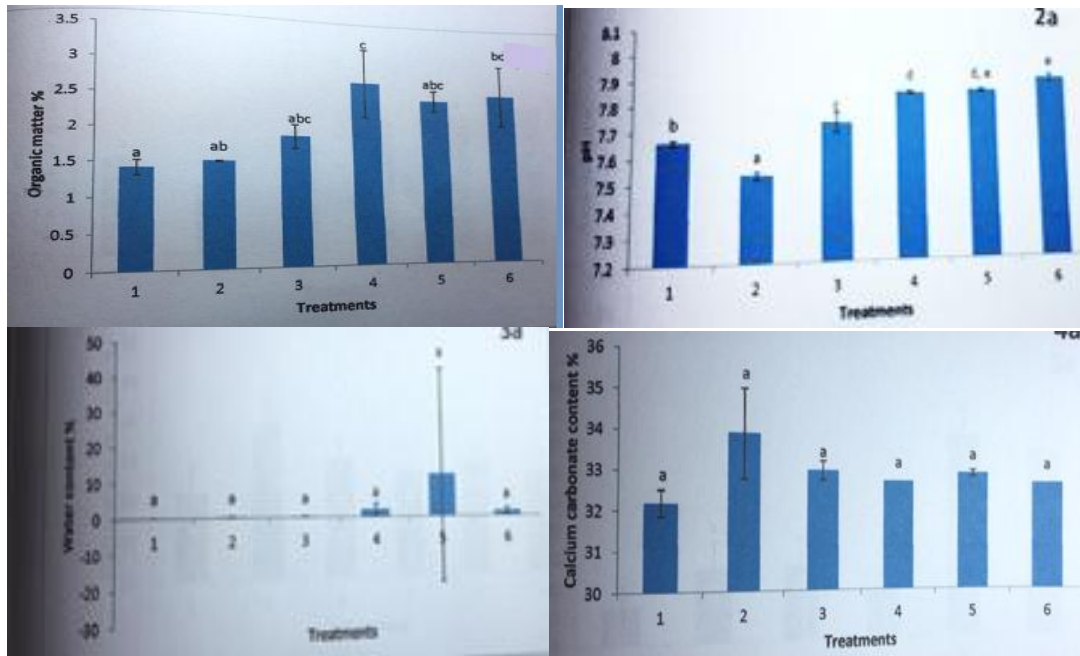 3.5
3
2.5
2
1.5
1
0.5
0
Organic matter %
a
ab
abc
c
abc
bc
1 2 3 4 5 6
Treatments
2a
8.1
8
7.9
7.8
7.7
7.6
7.5
7.4
7.3
7.2
pH
b
a
c
d
d, e
e
1 2 3 4 5 6
Treatments
3a
50
40
30
20
10
0
-10
-20
-30
Water content %
a a a a a a
1 2 3 4 5 6
Treatments
4a
36
35
34
33
32
31
30
Calcium carbonate content %
a a a a a a
1 2 3 4 5 6
Treatments